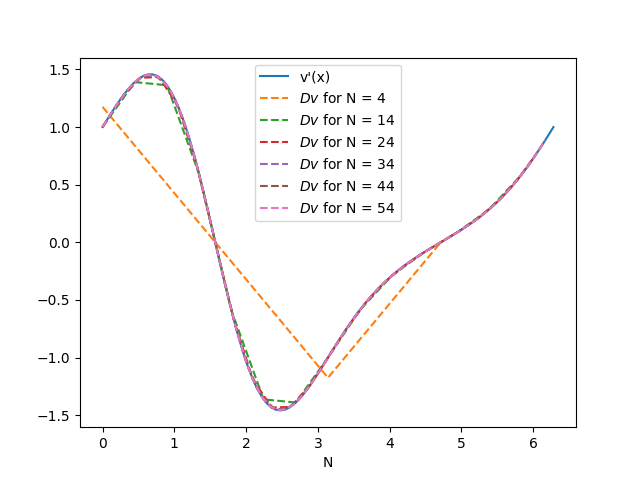 1.5
1.0
0.5
0.0
−0.5
−1.0
−1.5
v'(x)
Dv for N = 4
Dv for N = 14
Dv for N = 24
Dv for N = 34
Dv for N = 44
Dv for N = 54
0 1 2 3 4 5 6
N